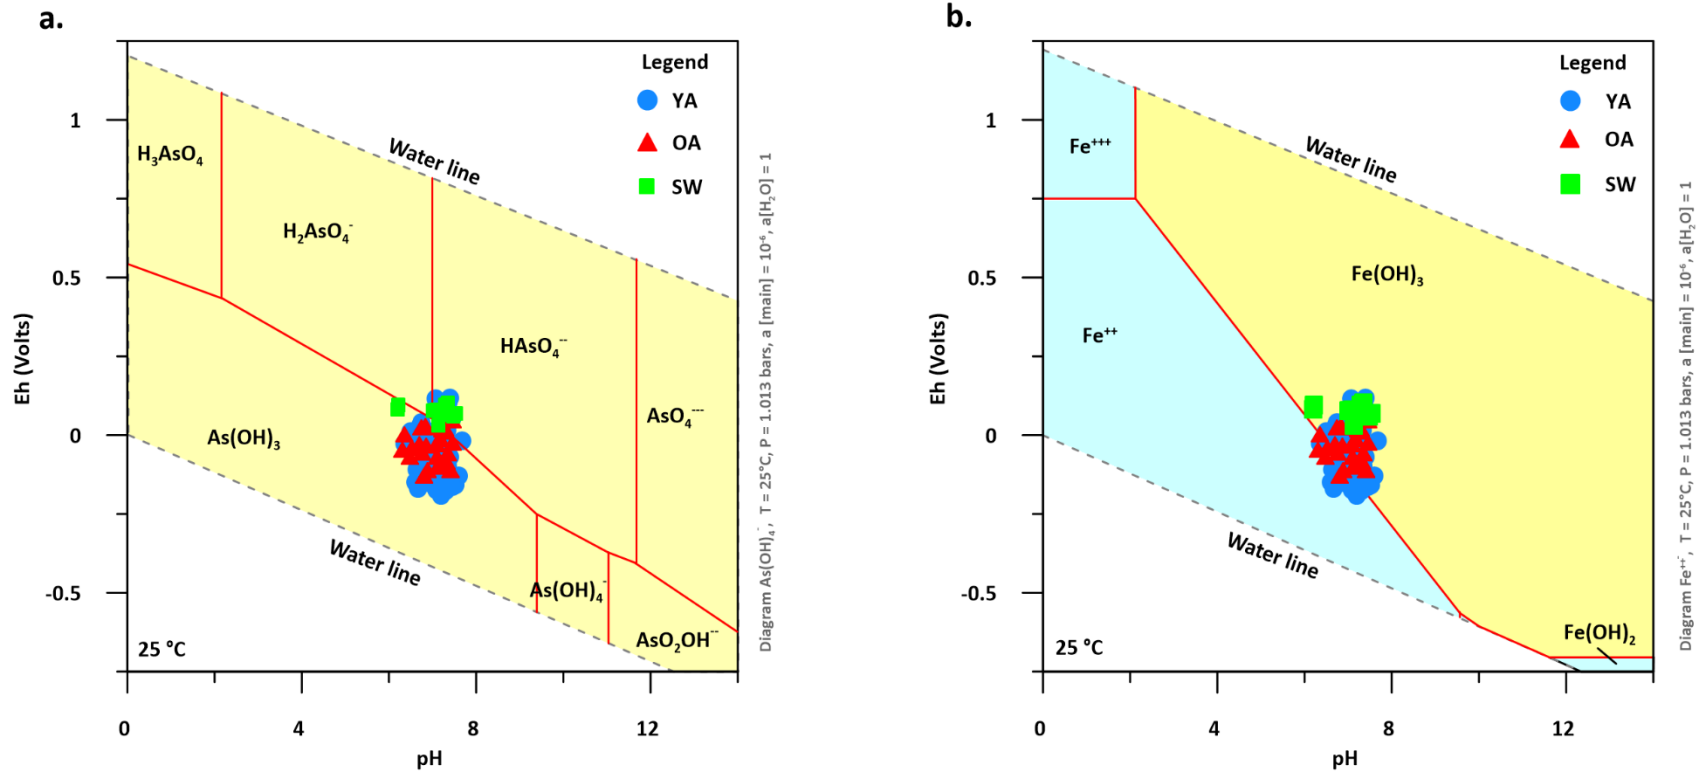 a.
Legend
YA
OA
SW
Water line
H₃AsO₄
H₂AsO₄⁻
HAsO₄⁻⁻
AsO₄⁻⁻⁻
As(OH)₃
As(OH)₄⁻
AsO₂OH⁻⁻
Water line
25 °C
1
0.5
0
-0.5
Eh (Volts)
0
4
8
12
pH
Diagram As(OH)₄⁻, T = 25°C, P = 1.013 bars, a [main] = 10⁻⁶, a[H₂O] = 1
b.
Legend
YA
OA
SW
Water line
Fe⁺⁺⁺
Fe(OH)₃
Fe⁺⁺
Water line
Fe(OH)₂
25 °C
1
0.5
0
-0.5
Eh (Volts)
0
4
8
12
pH
Diagram Fe⁺⁺, T = 25°C, P = 1.013 bars, a [main] = 10⁻⁶, a[H₂O] = 1